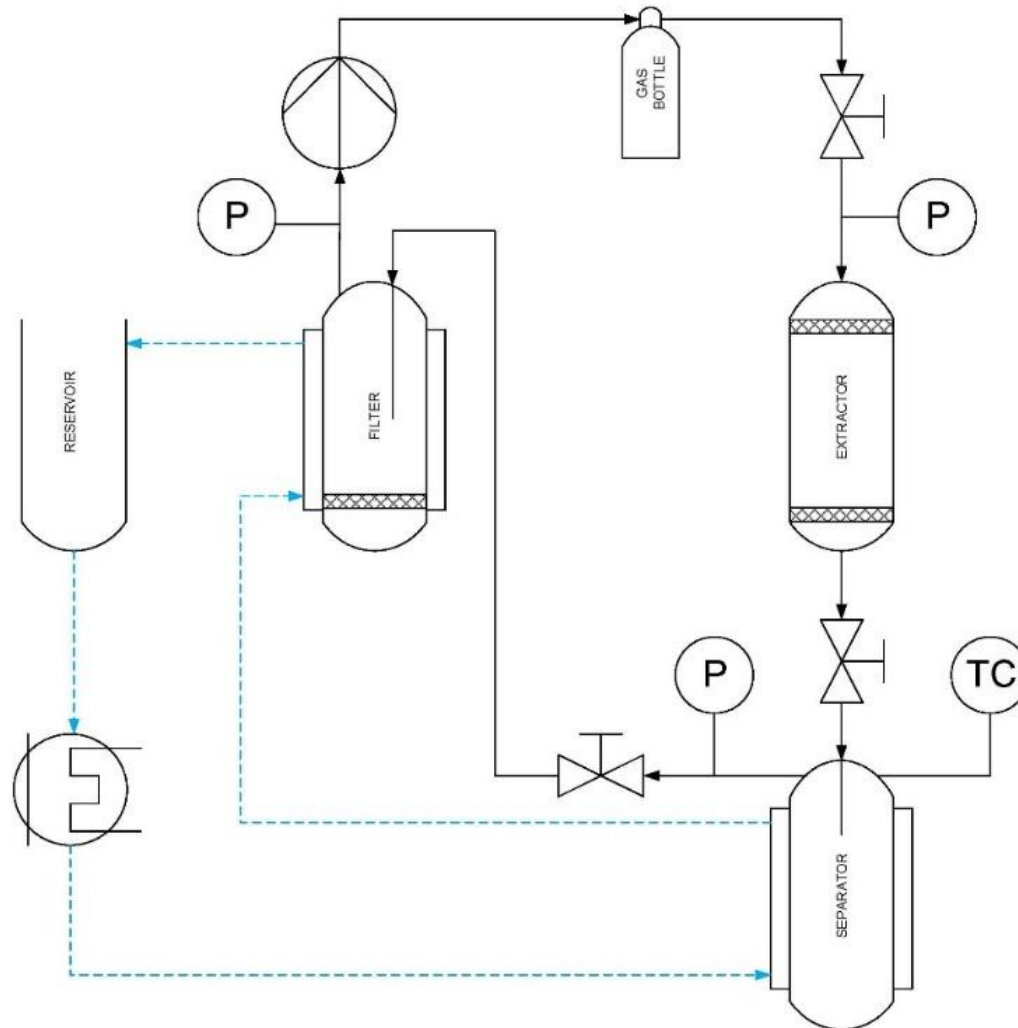 GAS
BOTTLE
P
P
RESERVOIR
FILTER
EXTRACTOR
P
TC
SEPARATOR